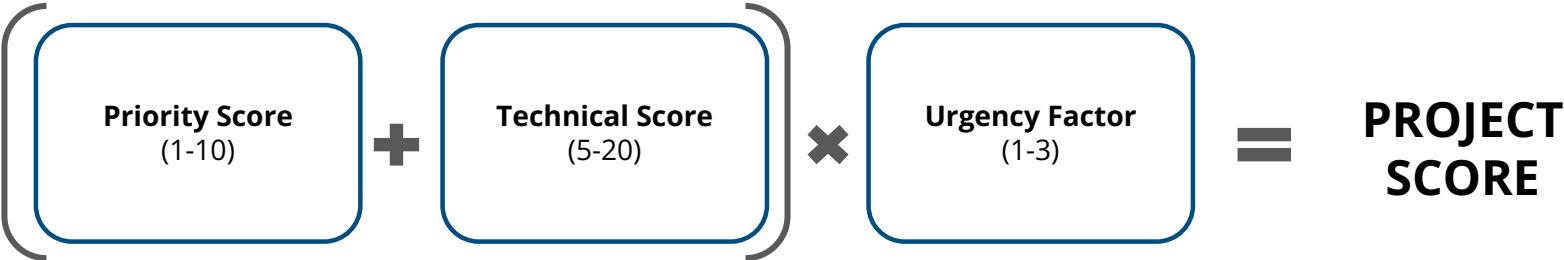 Priority Score
(1-10)
Technical Score
(5-20)
Urgency Factor
(1-3)
PROJECT
SCORE